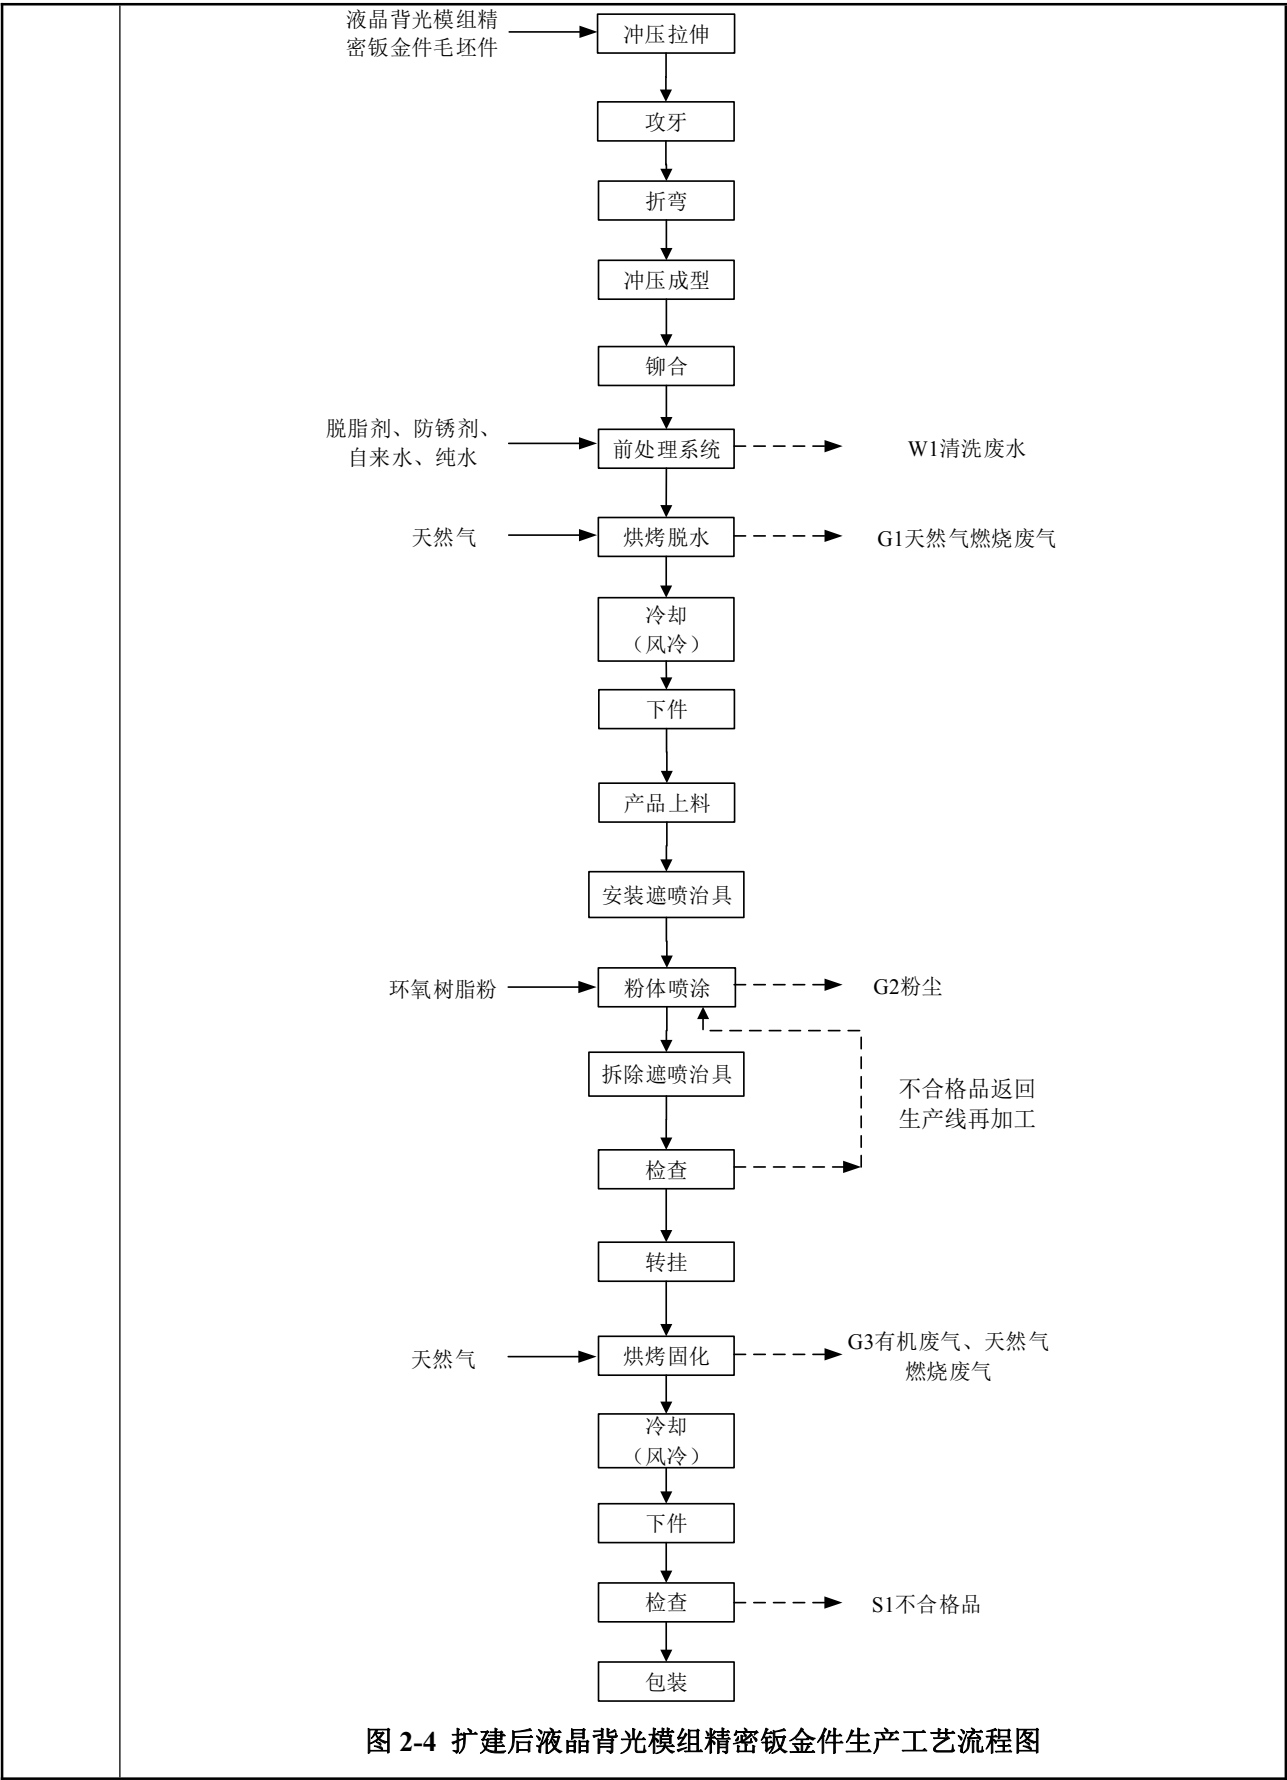 液晶背光模组精
密钣金件毛坯件
冲压拉伸
攻牙
折弯
冲压成型
铆合
脱脂剂、防锈剂、
自来水、纯水
前处理系统
W1清洗废水
天然气
烘烤脱水
G1天然气燃烧废气
冷却
（风冷）
下件
产品上料
安装遮喷治具
环氧树脂粉
粉体喷涂
G2粉尘
拆除遮喷治具
不合格品返回
生产线再加工
检查
转挂
天然气
烘烤固化
G3有机废气、天然气
燃烧废气
冷却
（风冷）
下件
检查
S1不合格品
包装
图 2-4 扩建后液晶背光模组精密钣金件生产工艺流程图